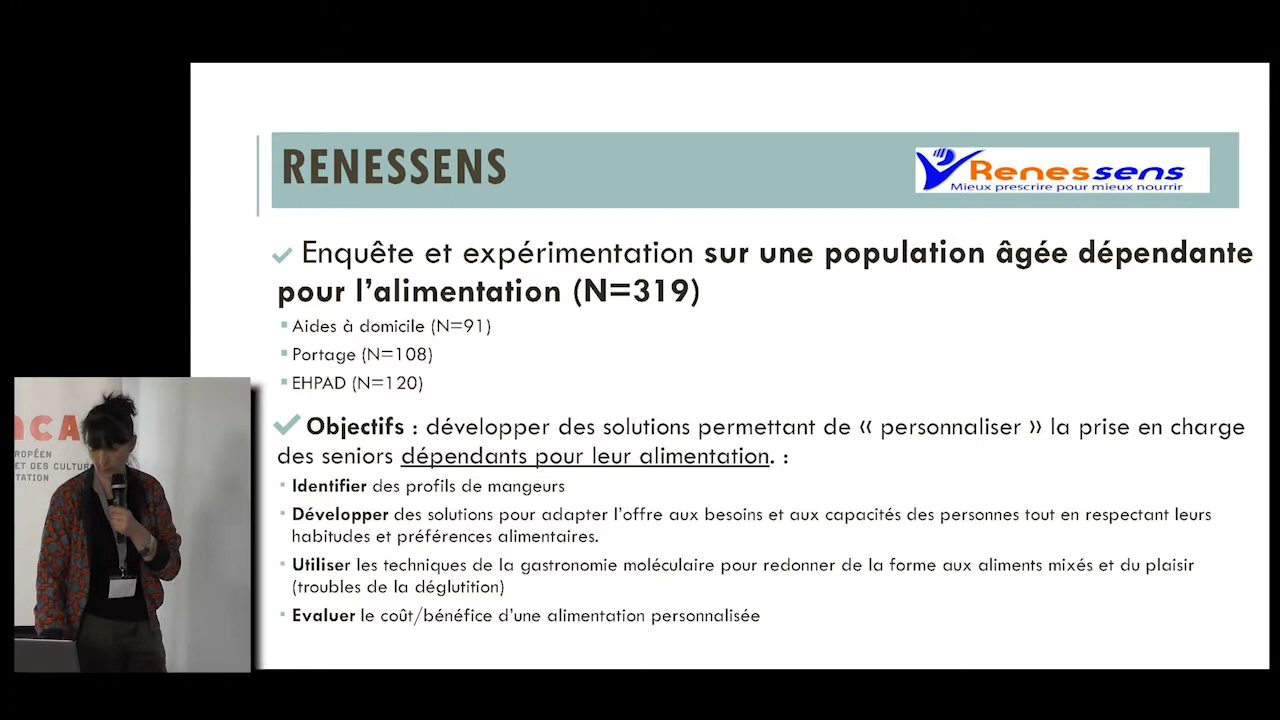 RENESSENS
Renessens
Mieux prescrire pour mieux nourrir
Enquête et expérimentation sur une population âgée dépendante
pour l'alimentation (N=319)
Aides à domicile (N=91)
Portage (N=108)
EHPAD (N=120)
Objectifs : développer des solutions permettant de « personnaliser » la prise en charge
des seniors dépendants pour leur alimentation. :
Identifier des profils de mangeurs
Développer des solutions pour adapter l'offre aux besoins et aux capacités des personnes tout en respectant leurs
habitudes et préférences alimentaires.
Utiliser les techniques de la gastronomie moléculaire pour redonner de la forme aux aliments mixés et du plaisir
(troubles de la déglutition)
Evaluer le coût/bénéfice d'une alimentation personnalisée
CA
ROPÉEN
ET DES CULTUR
TATION